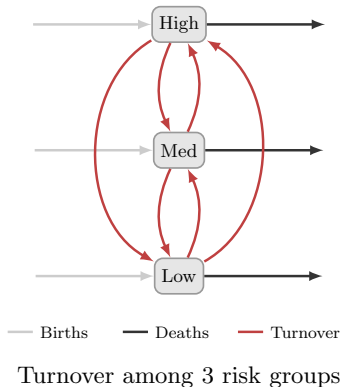 High
Med
Low
Births Deaths Turnover
Turnover among 3 risk groups